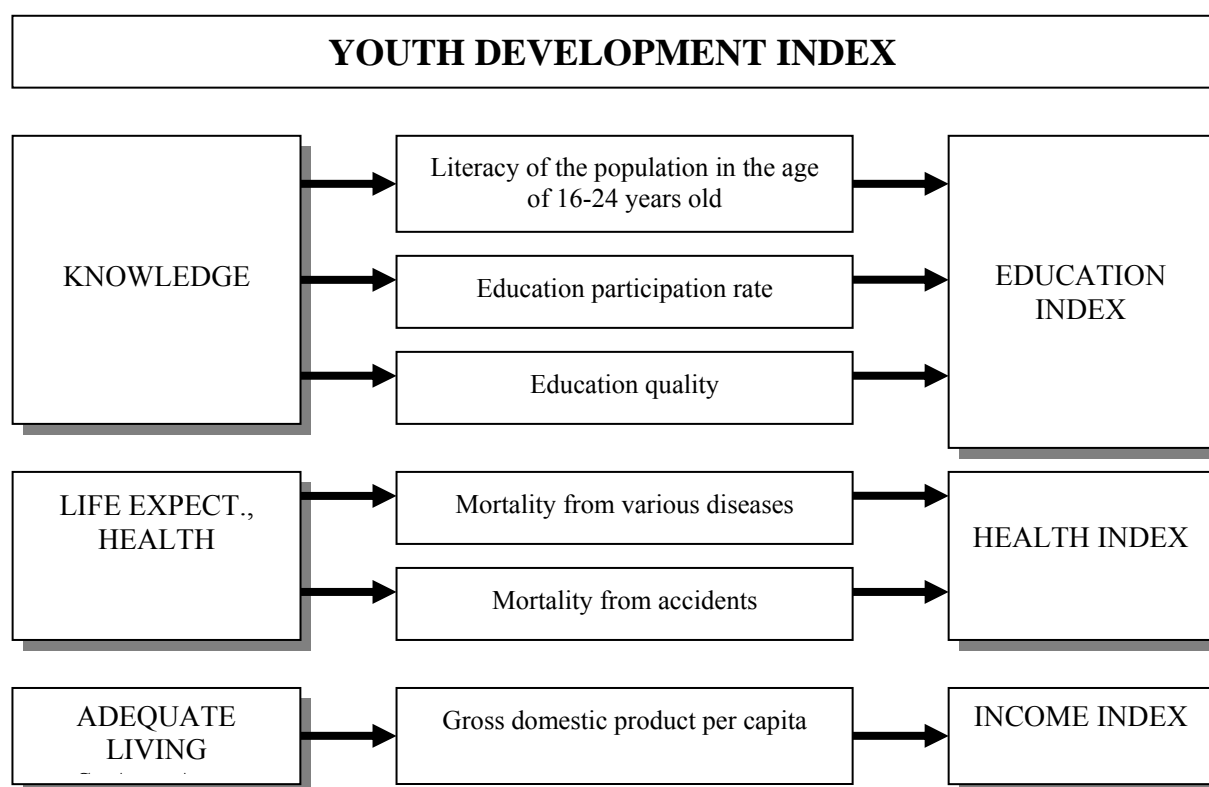 YOUTH DEVELOPMENT INDEX
KNOWLEDGE
Literacy of the population in the age
of 16-24 years old
Education participation rate
Education quality
EDUCATION
INDEX
LIFE EXPECT.,
HEALTH
Mortality from various diseases
Mortality from accidents
HEALTH INDEX
ADEQUATE
LIVING
Gross domestic product per capita
INCOME INDEX